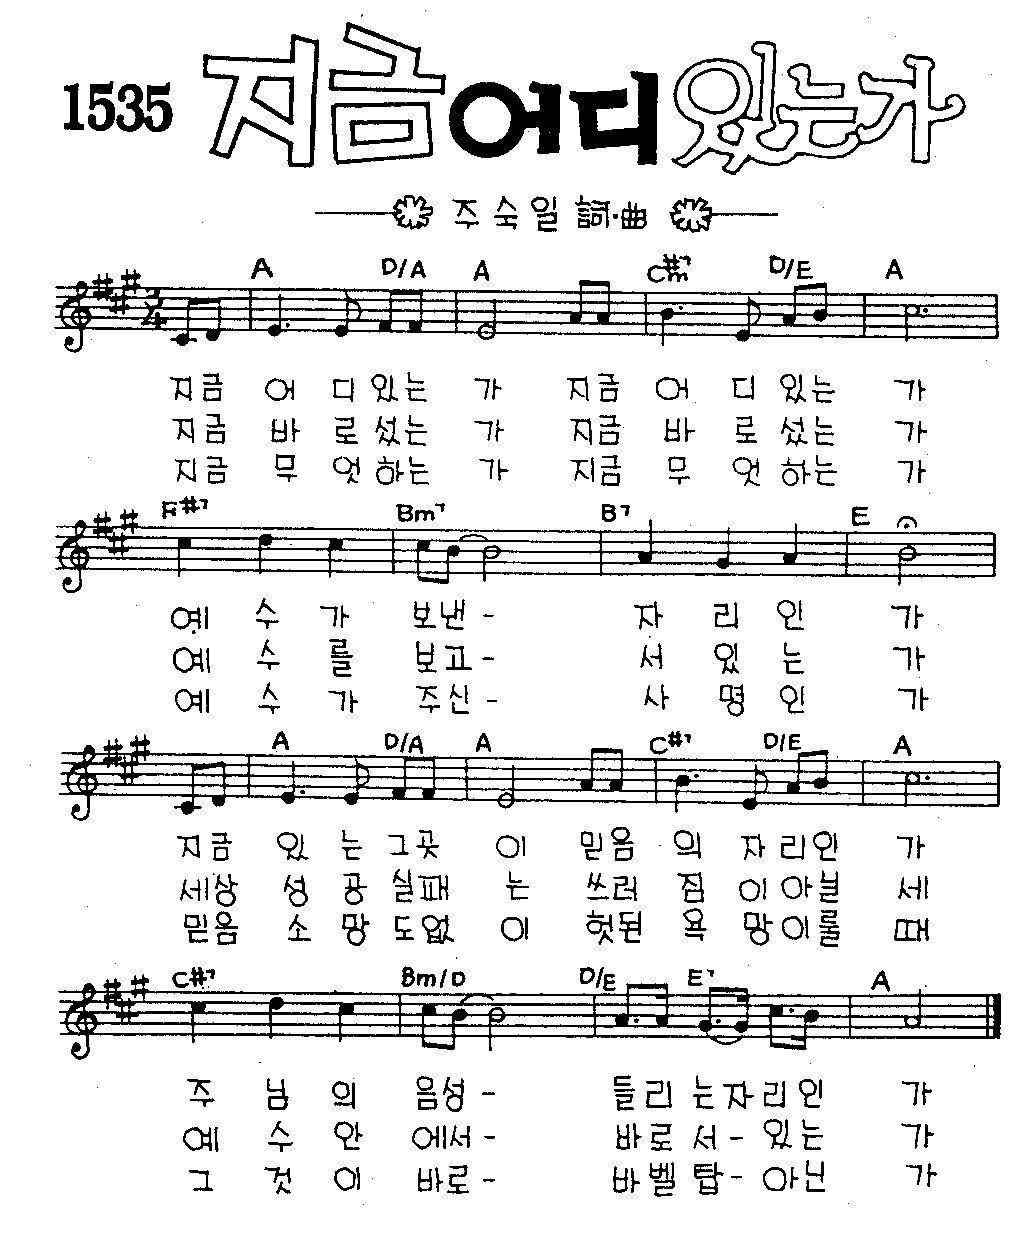 1535 지금 어디 있는가
주숙일 詞·曲
A D/A A C#m7 D/E A
3/4
지금 어 디있는 가 지금 어 디있는 가
지금 바 로섰는 가 지금 바 로섰는 가
지금 무 엇하는 가 지금 무 엇하는 가
F#7 Bm7 B7 E
예 수 가 보낸- 자 리 인 가
예 수 를 보고- 서 있 는 가
예 수 가 주신- 사 명 인 가
A D/A A C#7 D/E A
지금 있 는 그곳 이 믿음 의 자리인 가
세상 성 공 실패 는 쓰러 짐 이아닐 세
믿음 소 망 도없 이 헛된 욕 망이룰 때
C#7 Bm/D D/E E7 A
주 님 의 음성- 들리 는자리인 가
예 수 안 에서- 바로서-있는 가
그 것 이 바로- 바벨탑-아닌 가